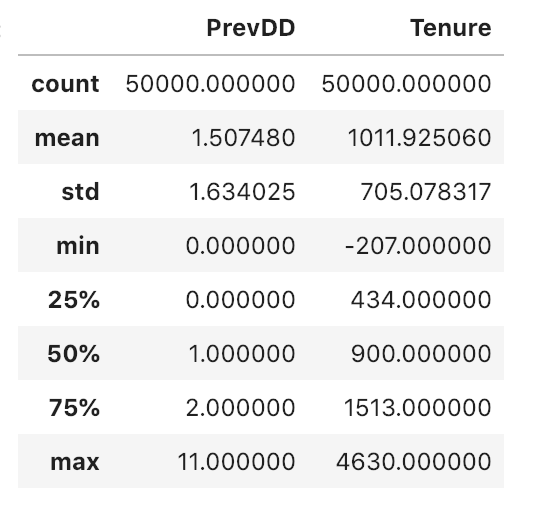 PrevDD Tenure
count 50000.000000 50000.000000
mean 1.507480 1011.925060
std 1.634025 705.078317
min 0.000000 -207.000000
25% 0.000000 434.000000
50% 1.000000 900.000000
75% 2.000000 1513.000000
max 11.000000 4630.000000